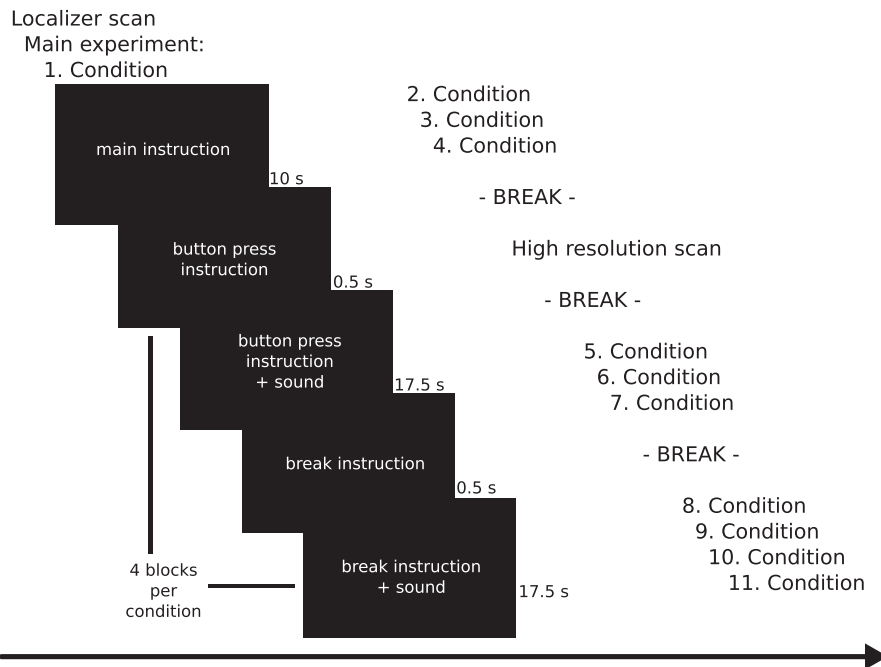 Localizer scan
Main experiment:
1. Condition
main instruction
10 s
button press
instruction
0.5 s
button press
instruction
+ sound
17.5 s
break instruction
0.5 s
break instruction
+ sound
17.5 s
4 blocks
per
condition
2. Condition
3. Condition
4. Condition
- BREAK -
High resolution scan
- BREAK -
5. Condition
6. Condition
7. Condition
- BREAK -
8. Condition
9. Condition
10. Condition
11. Condition